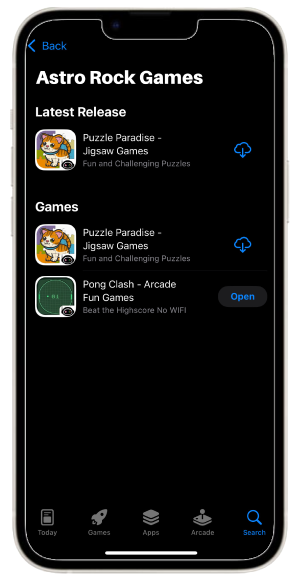 Back
Astro Rock Games
Latest Release
Puzzle Paradise -
Jigsaw Games
Fun and Challenging Puzzles
Games
Puzzle Paradise -
Jigsaw Games
Fun and Challenging Puzzles
Pong Clash - Arcade
Fun Games
Beat the Highscore No WIFI
Open
Today
Games
Apps
Arcade
Search